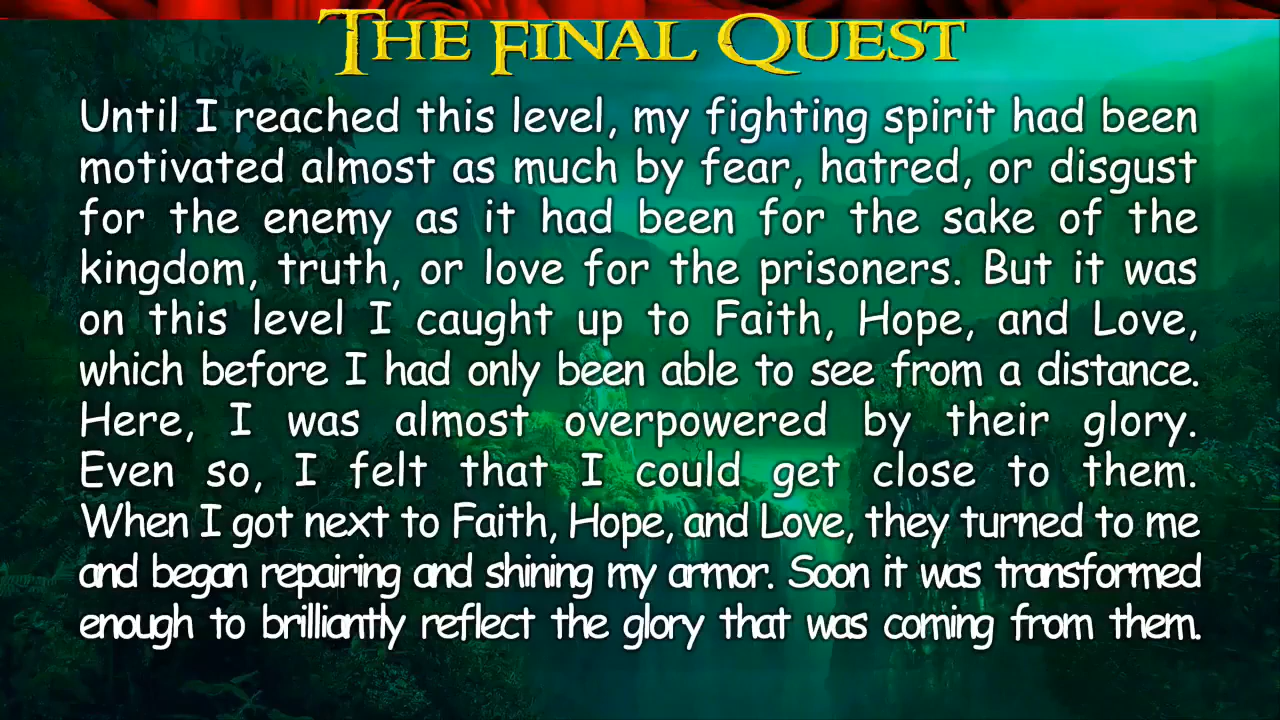 THE FINAL QUEST
Until I reached this level, my fighting spirit had been
motivated almost as much by fear, hatred, or disgust
for the enemy as it had been for the sake of the
kingdom, truth, or love for the prisoners. But it was
on this level I caught up to Faith, Hope, and Love,
which before I had only been able to see from a distance.
Here, I was almost overpowered by their glory.
Even so, I felt that I could get close to them.
When I got next to Faith, Hope, and Love, they turned to me
and began repairing and shining my armor. Soon it was transformed
enough to brilliantly reflect the glory that was coming from them.